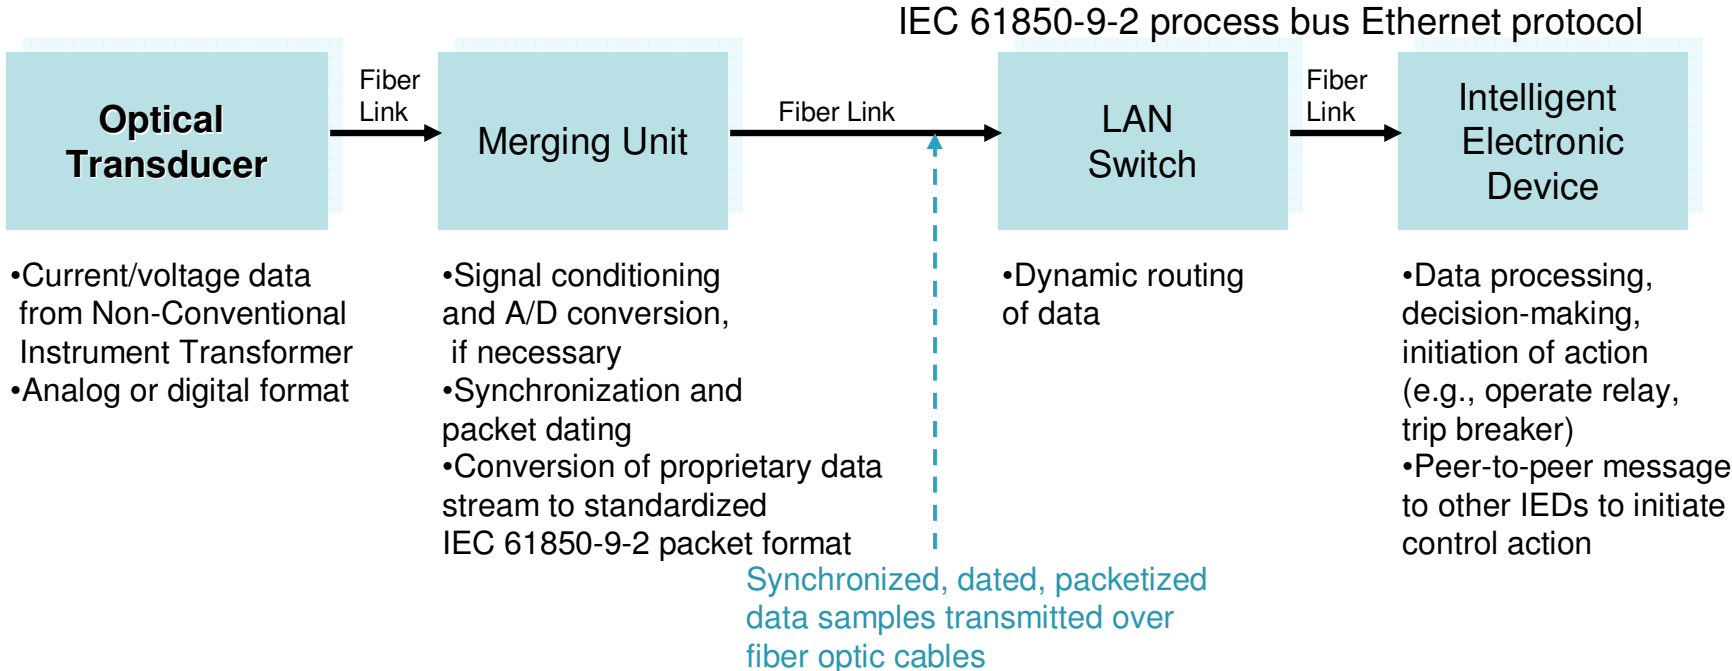 IEC 61850-9-2 process bus Ethernet protocol
Optical
Transducer
Fiber
Link
Merging Unit
Fiber Link
LAN
Switch
Fiber
Link
Intelligent
Electronic
Device
•Current/voltage data
from Non-Conventional
Instrument Transformer
•Analog or digital format
•Signal conditioning
and A/D conversion,
if necessary
•Synchronization and
packet dating
•Conversion of proprietary data
stream to standardized
IEC 61850-9-2 packet format
•Dynamic routing
of data
•Data processing,
decision-making,
initiation of action
(e.g., operate relay,
trip breaker)
•Peer-to-peer message
to other IEDs to initiate
control action
Synchronized, dated, packetized
data samples transmitted over
fiber optic cables